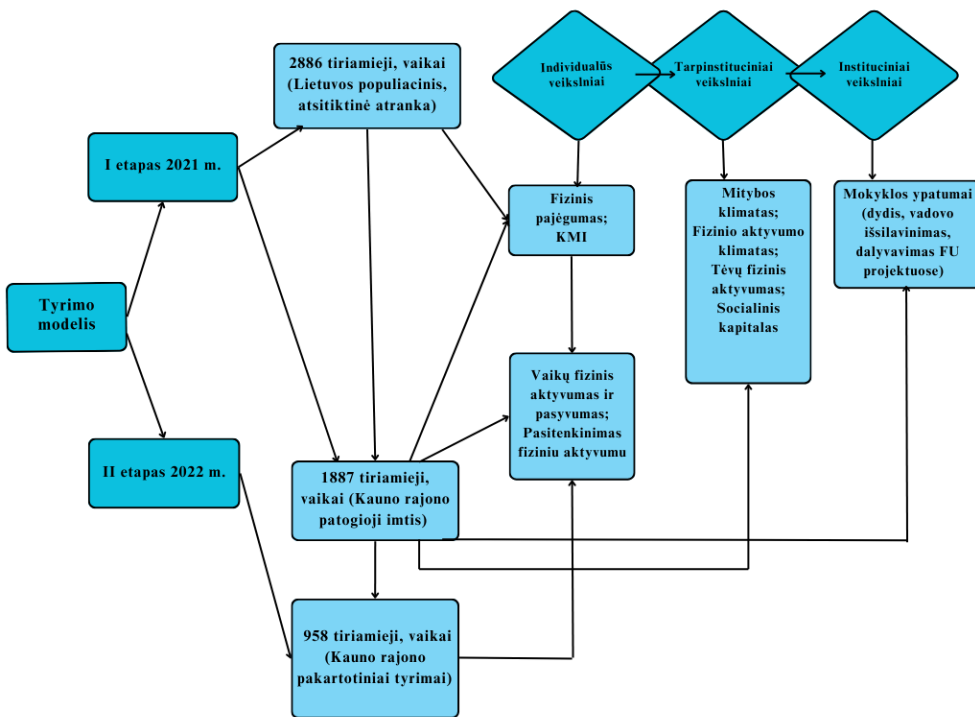 2886 tiriamieji, vaikai
(Lietuvos populiacinis,
atsitiktinė atranka)
Individualūs
veiksniai
Tarpinstituciniai
veikslniai
Instituciniai
veikslniai
I etapas 2021 m.
Fizinis
pajėgumas;
KMI
Mitybos
klimatas;
Fizinio aktyvumo
klimatas;
Tėvų fizinis
aktyvumas;
Socialinis
kapitalas
Mokyklos ypatumai
(dydis, vadovo
išsilavinimas,
dalyvavimas FU
projektuose)
Tyrimo
modelis
Vaikų fizinis
aktyvumas ir
pasyvumas;
Pasitenkinimas
fiziniu aktyvumu
II etapas 2022 m.
1887 tiriamieji,
vaikai (Kauno rajono
patogioji imtis)
958 tiriamieji, vaikai
(Kauno rajono
pakartotiniai tyrimai)